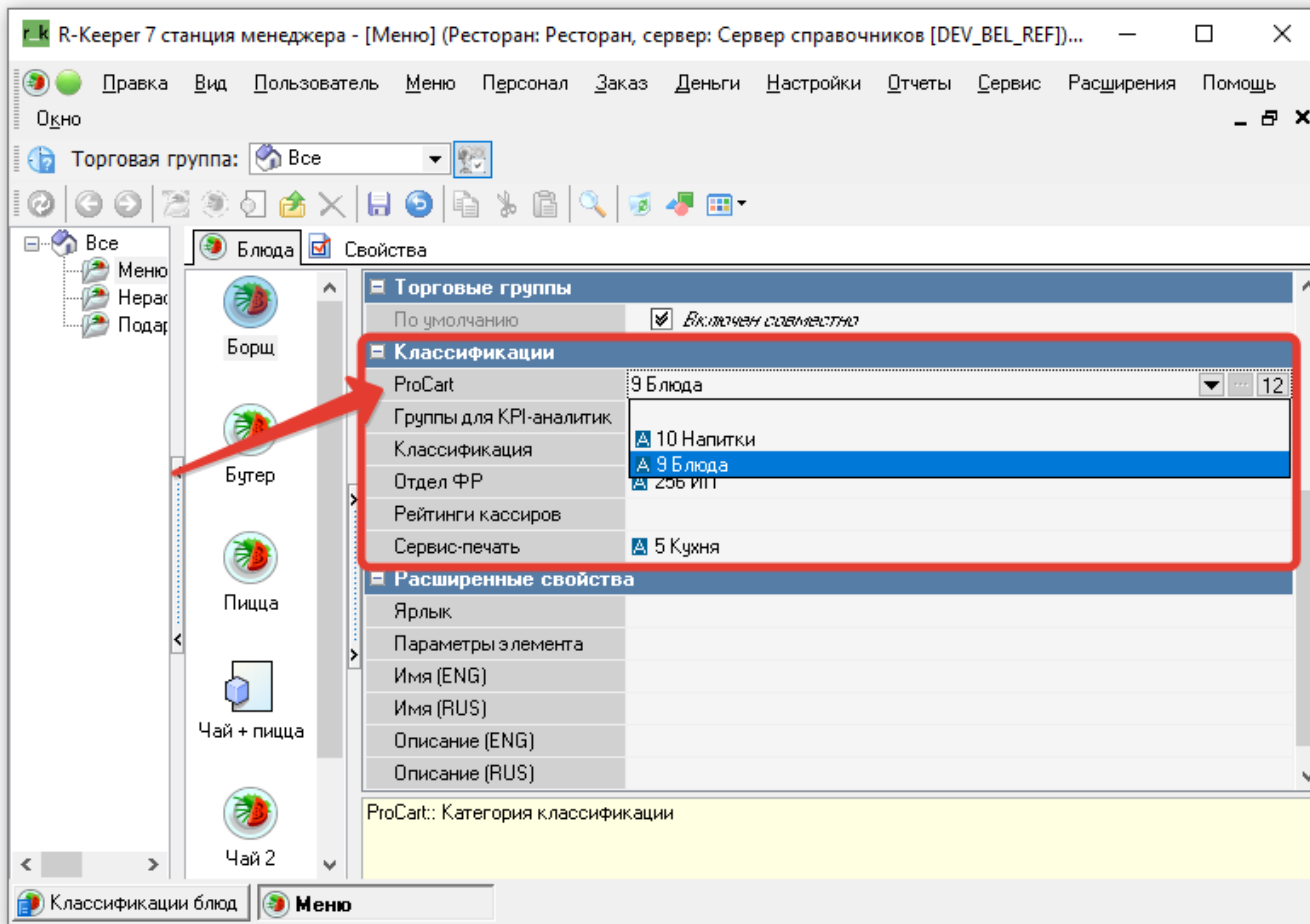 r_k R-Keeper 7 станция менеджера - [Меню] (Ресторан: Ресторан, сервер: Сервер справочников [DEV_BEL_REF])...
Правка Вид Пользователь Меню Персонал Заказ Деньги Настройки Отчеты Сервис Расширения Помощь
Окно
Торговая группа: Все
Все
Меню
Нерас
Подар
Блюда Свойства
Борщ
Бутер
Пицца
Чай + пицца
Чай 2
Торговые группы
По умолчанию Включен совместно
Классификации
ProCart 9 Блюда 12
Группы для KPI-аналитик
10 Напитки
Классификация
9 Блюда
Отдел ФР 256 ИП
Рейтинги кассиров
Сервис-печать 5 Кухня
Расширенные свойства
Ярлык
Параметры элемента
Имя (ENG)
Имя (RUS)
Описание (ENG)
Описание (RUS)
ProCart:: Категория классификации
Классификации блюд Меню